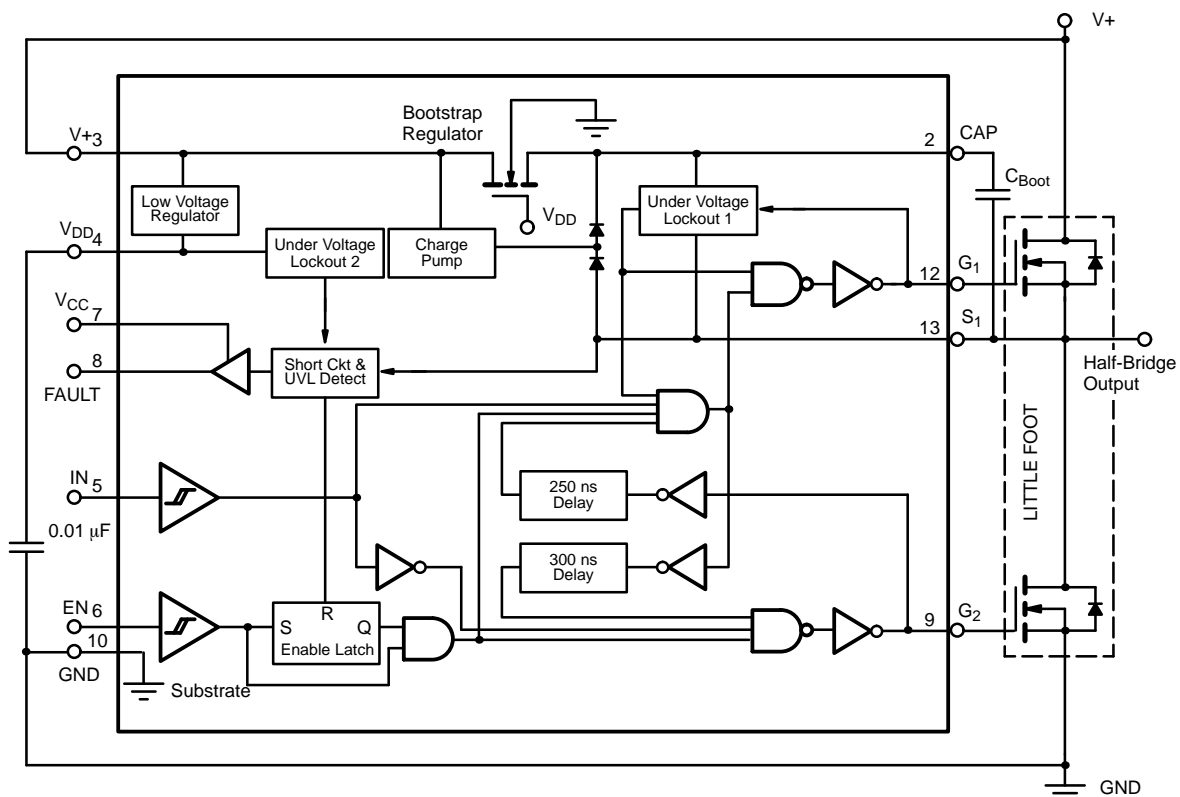 V+
V+ 3
Bootstrap
Regulator
2
CAP
C_Boot
Low Voltage
Regulator
V_DD
Under Voltage
Lockout 1
V_DD 4
Under Voltage
Lockout 2
Charge
Pump
12
G_1
V_CC
7
13
S_1
8
FAULT
Short Ckt &
UVL Detect
Half-Bridge
Output
LITTLE FOOT
IN 5
250 ns
Delay
0.01 μF
300 ns
Delay
EN 6
R
S
Q
Enable Latch
9
G_2
10
GND
Substrate
GND